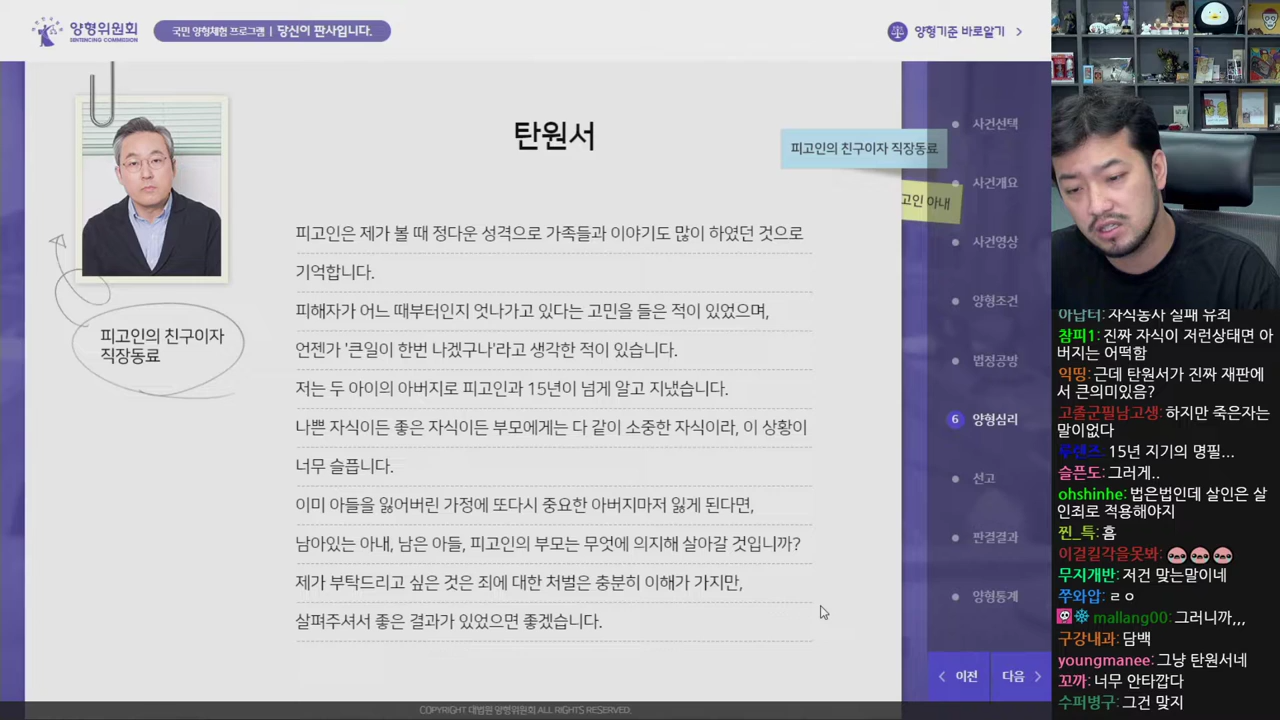 양형위원회
SENTENCING COMMISSION
국민 양형체험 프로그램 | 당신이 판사입니다.
양형기준 바로알기
탄원서
피고인의 친구이자 직장동료
고인 아내
피고인의 친구이자
직장동료
피고인은 제가 볼 때 정다운 성격으로 가족들과 이야기도 많이 하였던 것으로
기억합니다.
피해자가 어느 때부터인지 엇나가고 있다는 고민을 들은 적이 있었으며,
언젠가 '큰일이 한번 나겠구나'라고 생각한 적이 있습니다.
저는 두 아이의 아버지로 피고인과 15년이 넘게 알고 지냈습니다.
나쁜 자식이든 좋은 자식이든 부모에게는 다 같이 소중한 자식이라, 이 상황이
너무 슬픕니다.
이미 아들을 잃어버린 가정에 또다시 중요한 아버지마저 잃게 된다면,
남아있는 아내, 남은 아들, 피고인의 부모는 무엇에 의지해 살아갈 것입니까?
제가 부탁드리고 싶은 것은 죄에 대한 처벌은 충분히 이해가 가지만,
살펴주셔서 좋은 결과가 있었으면 좋겠습니다.
사건선택
사건개요
사건영상
양형조건
법정공방
6 양형심리
선고
판결결과
양형통계
이전
다음
COPYRIGHT 대법원 양형위원회 ALL RIGHTS RESERVED.
아답터: 자식농사 실패 유죄
참피1: 진짜 자식이 저런상태면 아
버지는 어떡함
익띵: 근데 탄원서가 진짜 재판에
서 큰의미있음?
고졸군필남고생: 하지만 죽은자는
말이없다
루덴즈: 15년 지기의 명필...
슬픈도: 그러게..
ohshinhe: 법은법인데 살인은 살
인죄로 적용해야지
찐_특: 흠
이걸킬각을못봐:
무지개반: 저건 맞는말이네
쭈와압: ㄹㅇ
mallang00: 그러니까,,,
구강내과: 담백
youngmanee: 그냥 탄원서네
꼬까: 너무 안타깝다
수퍼병구: 그건 맞지